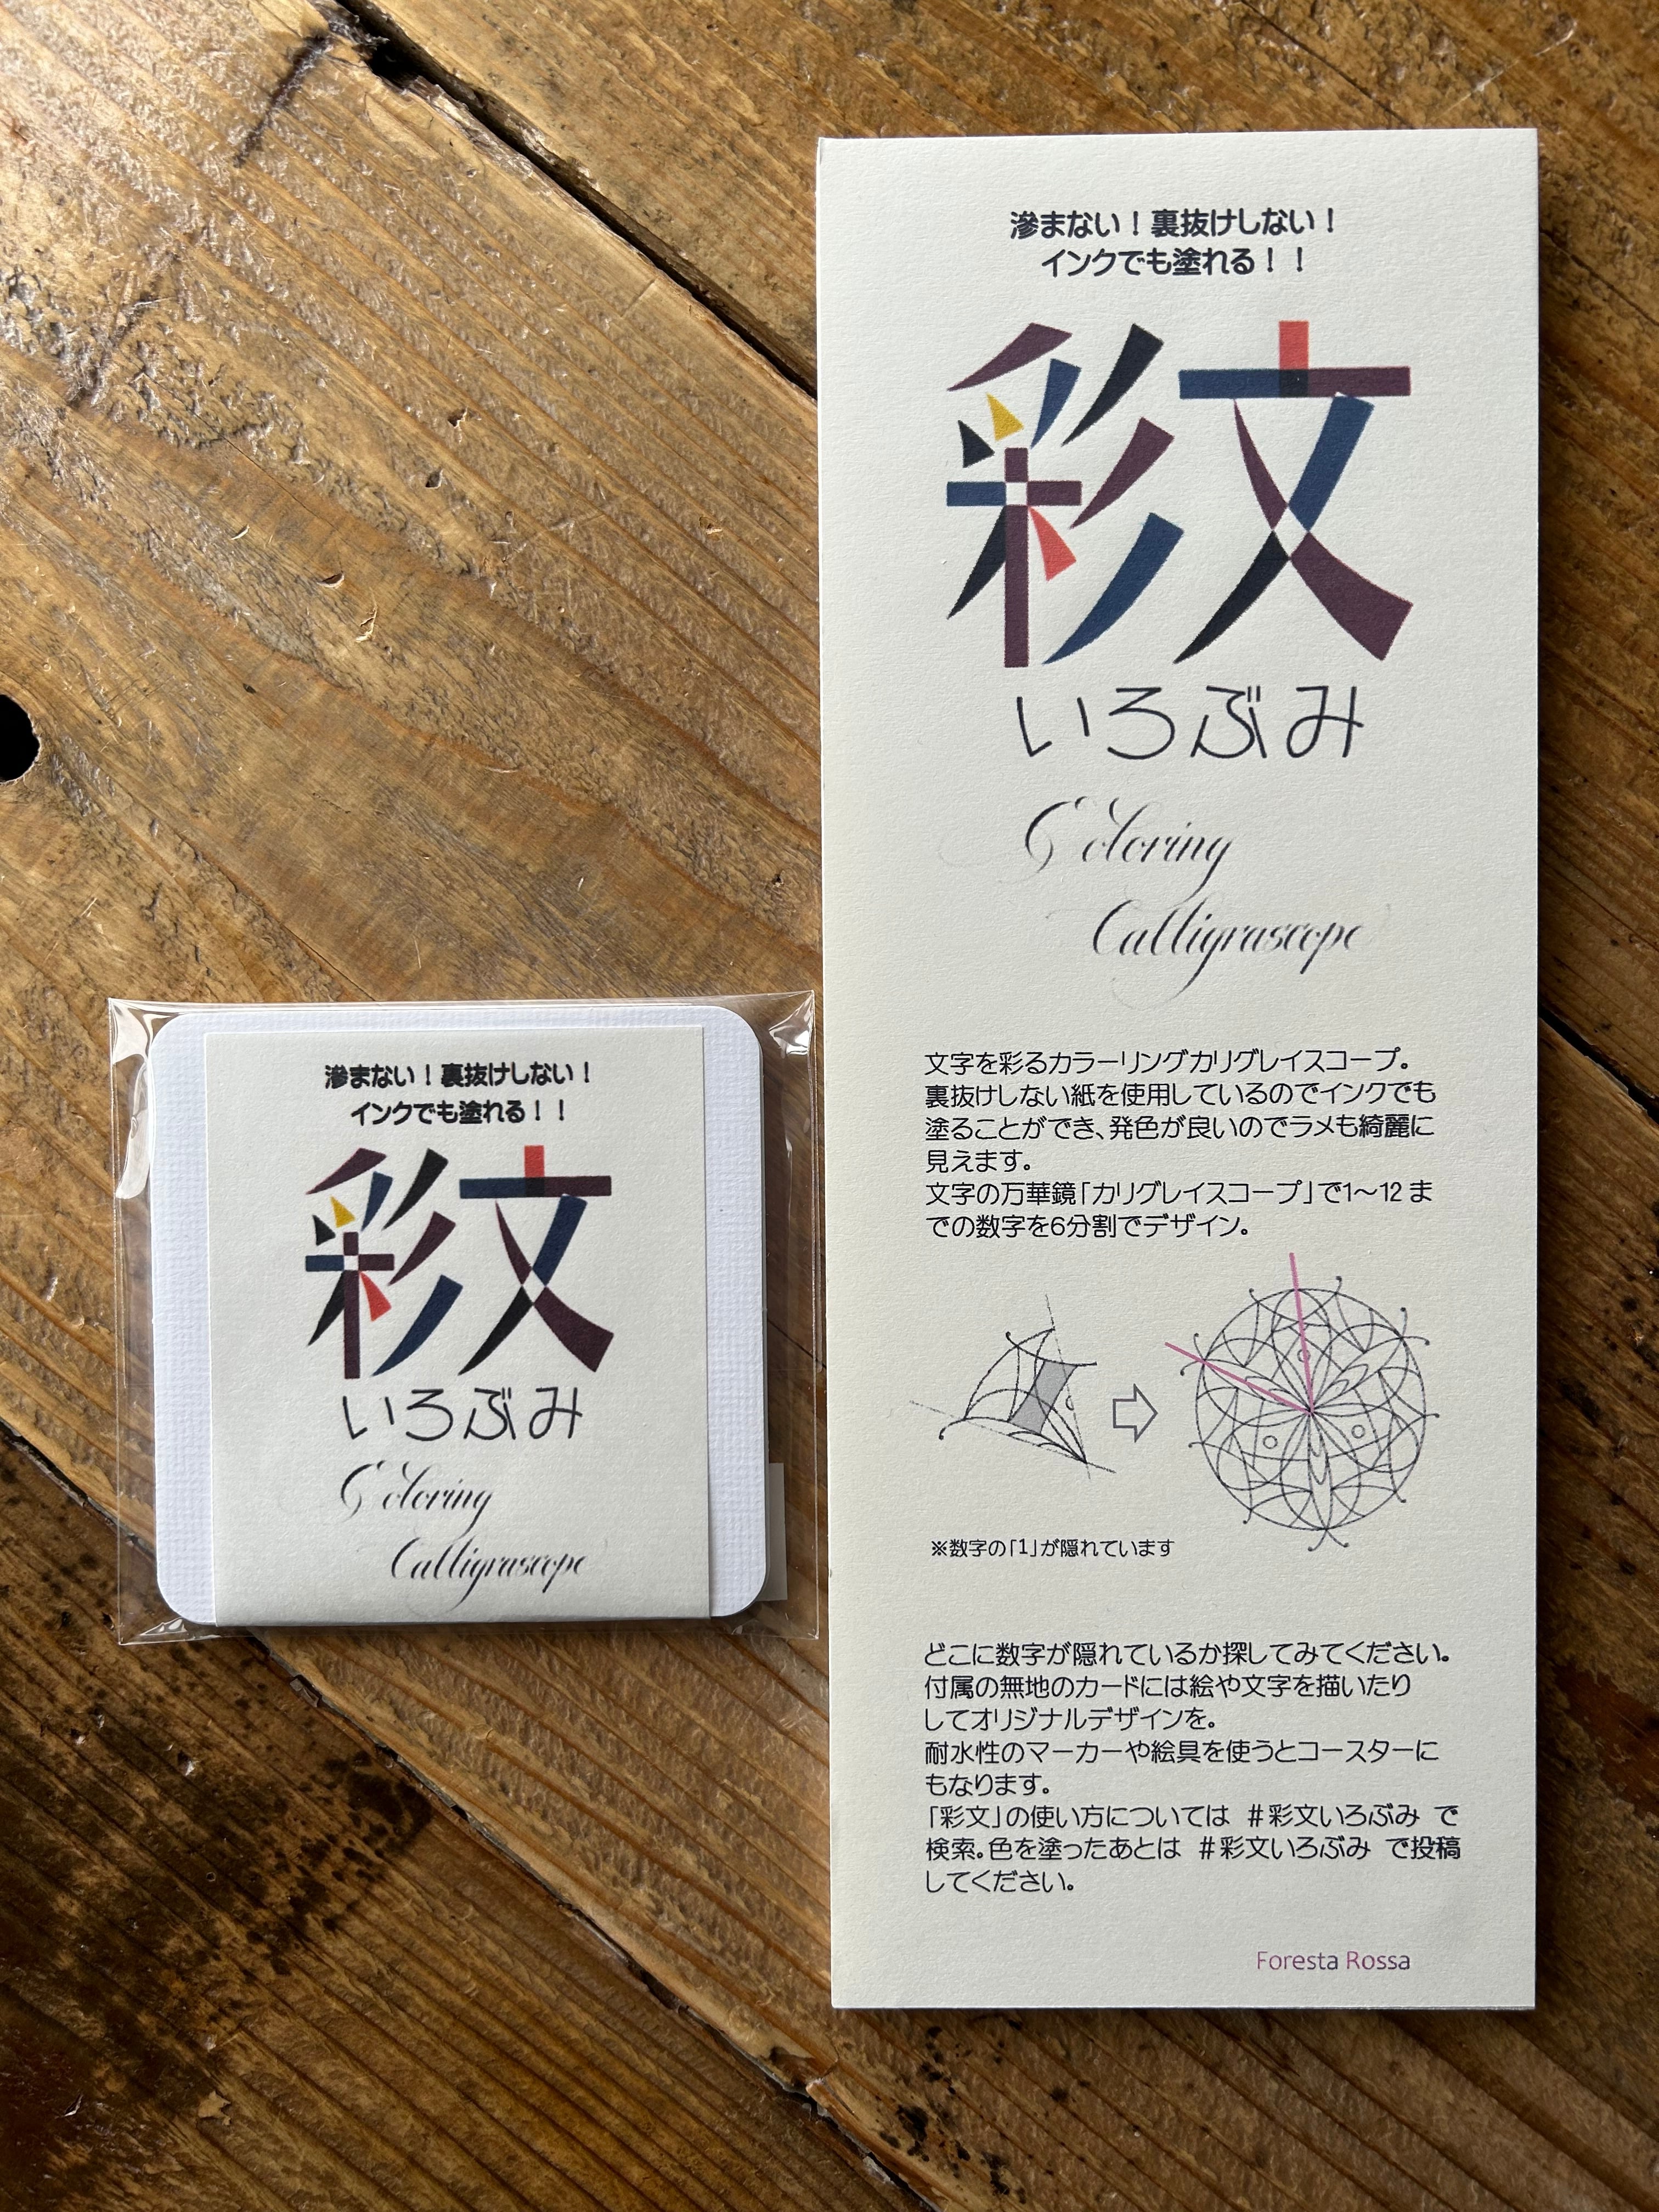 滲まない！裏抜けしない！
インクでも塗れる！！
彩文
いろぶみ
Coloring
Calligrascope
滲まない！裏抜けしない！
インクでも塗れる！！
彩文
いろぶみ
Coloring
Calligrascope
文字を彩るカラーリングカリグレイスコープ。
裏抜けしない紙を使用しているのでインクでも
塗ることができ、発色が良いのでラメも綺麗に
見えます。
文字の万華鏡「カリグレイスコープ」で1～12ま
での数字を6分割でデザイン。
※数字の「1」が隠れています
どこに数字が隠れているか探してみてください。
付属の無地のカードには絵や文字を描いたり
してオリジナルデザインを。
耐水性のマーカーや絵具を使うとコースターに
もなります。
「彩文」の使い方については ＃彩文いろぶみ で
検索。色を塗ったあとは ＃彩文いろぶみ で投稿
してください。
Foresta Rossa